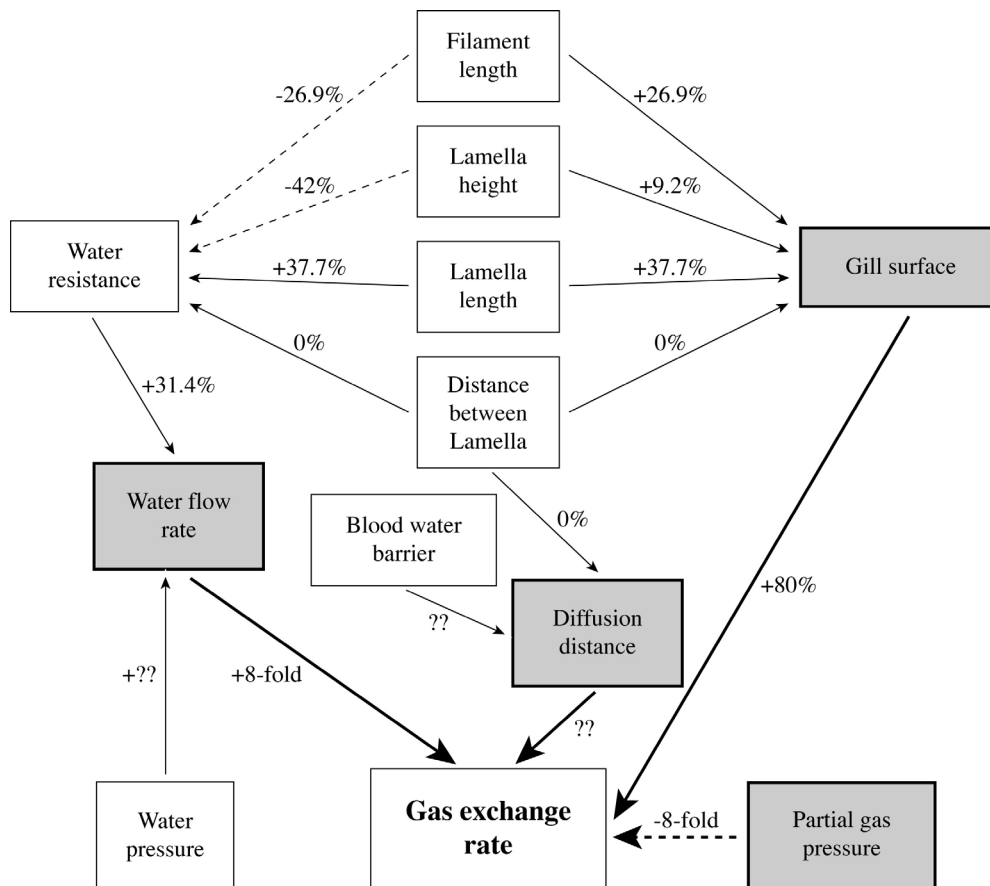 Filament
length
-26.9%
+26.9%
Lamella
height
-42%
+9.2%
Water
resistance
+37.7%
Lamella
length
+37.7%
Gill surface
0%
0%
Distance
between
Lamella
+31.4%
Water flow
rate
Blood water
barrier
0%
??
Diffusion
distance
+80%
+??
+8-fold
??
Water
pressure
Gas exchange
rate
-8-fold
Partial gas
pressure